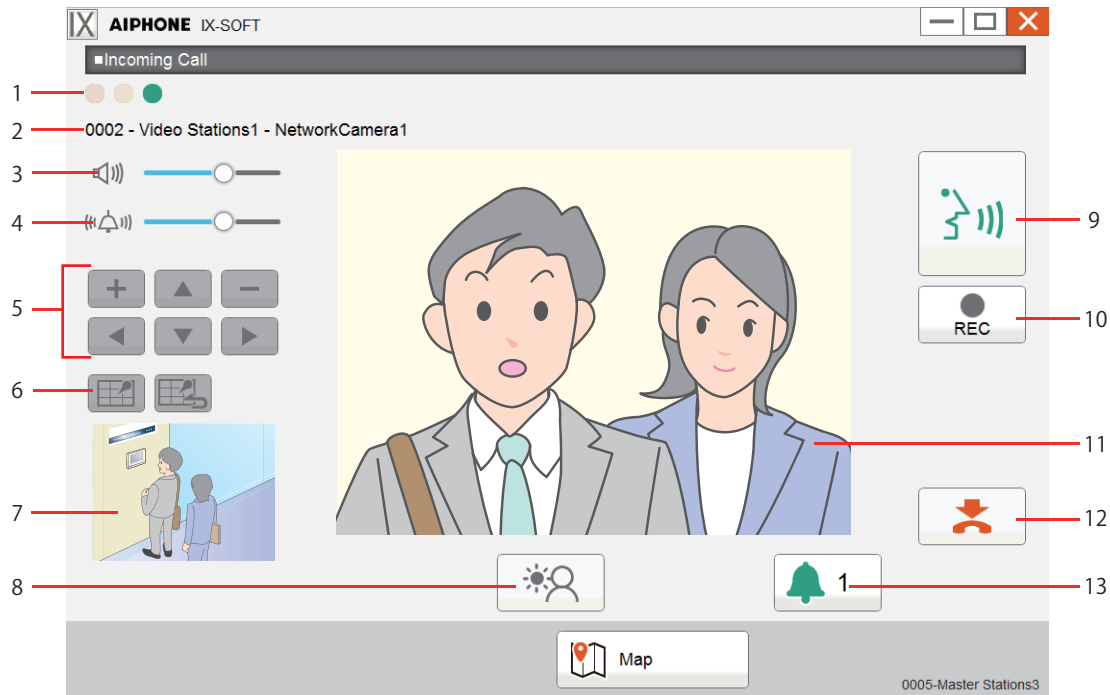 IX AIPHONE IX-SOFT
■Incoming Call
1
2
0002 - Video Stations1 - NetworkCamera1
3
4
5
6
7
8
9
10
REC
11
12
13
1
Map
0005-Master Stations3